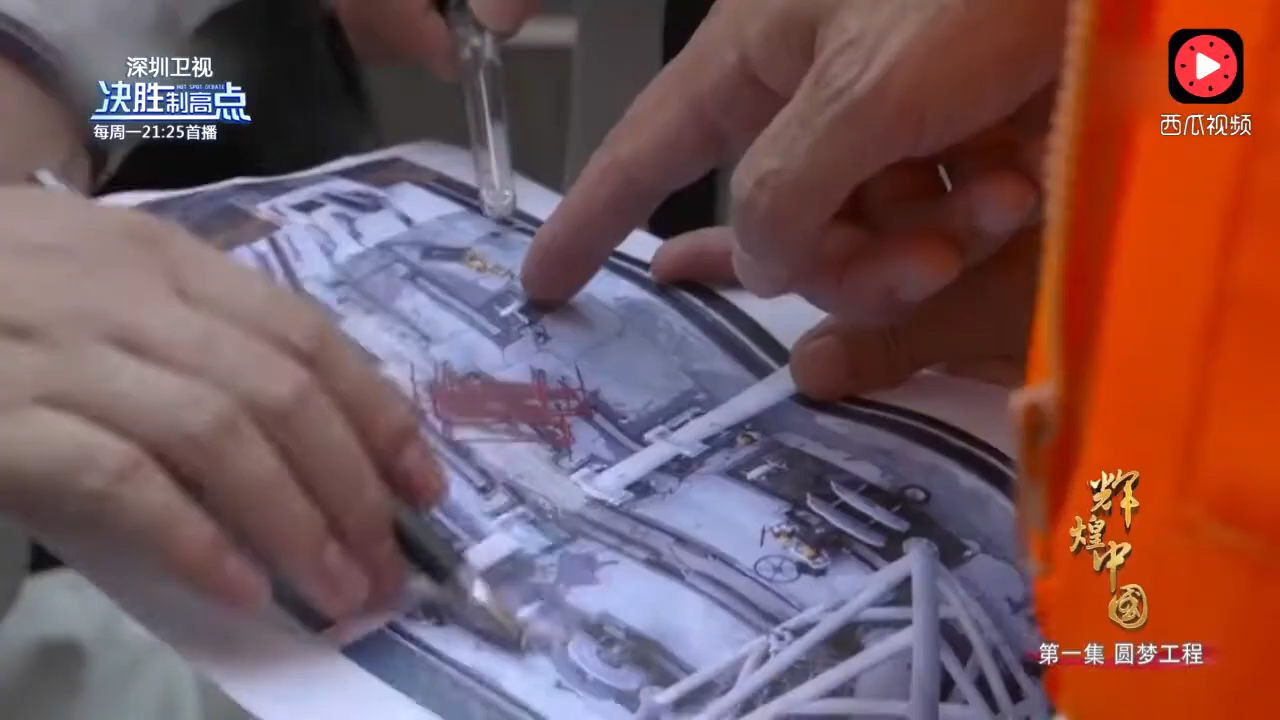 深圳卫视
HOT SPOT DEBATE
决胜制高点
每周一21:25首播
西瓜视频
辉煌中国
第一集 圆梦工程